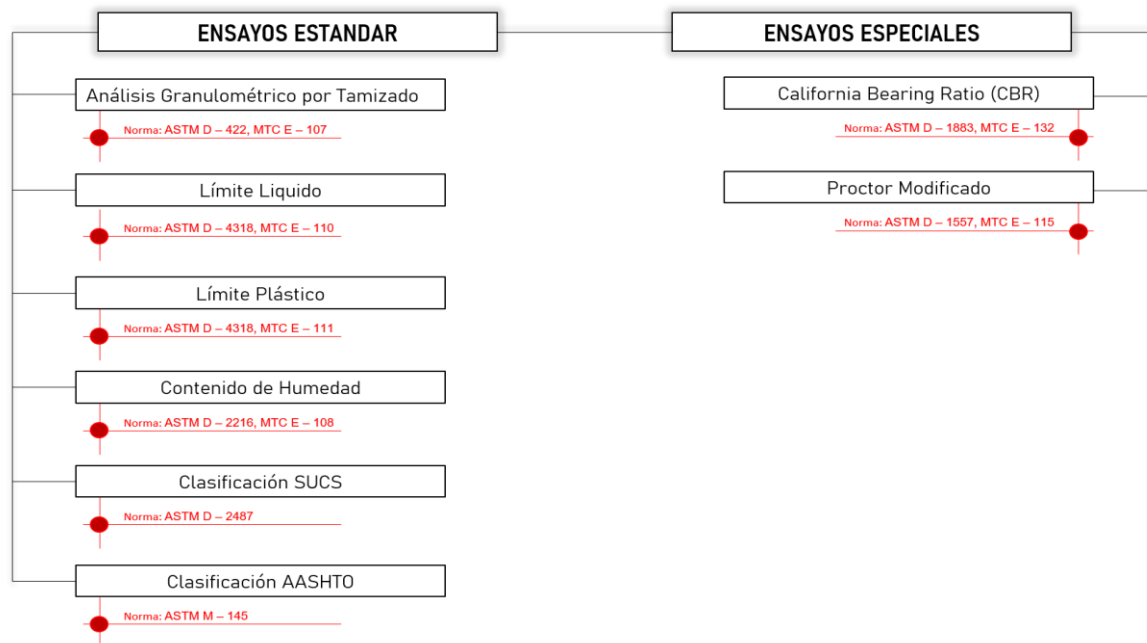 ENSAYOS ESTANDAR
Análisis Granulométrico por Tamizado
Norma: ASTM D – 422, MTC E – 107
Límite Liquido
Norma: ASTM D – 4318, MTC E – 110
Límite Plástico
Norma: ASTM D – 4318, MTC E – 111
Contenido de Humedad
Norma: ASTM D – 2216, MTC E – 108
Clasificación SUCS
Norma: ASTM D – 2487
Clasificación AASHTO
Norma: ASTM M – 145
ENSAYOS ESPECIALES
California Bearing Ratio (CBR)
Norma: ASTM D – 1883, MTC E – 132
Proctor Modificado
Norma: ASTM D – 1557, MTC E – 115